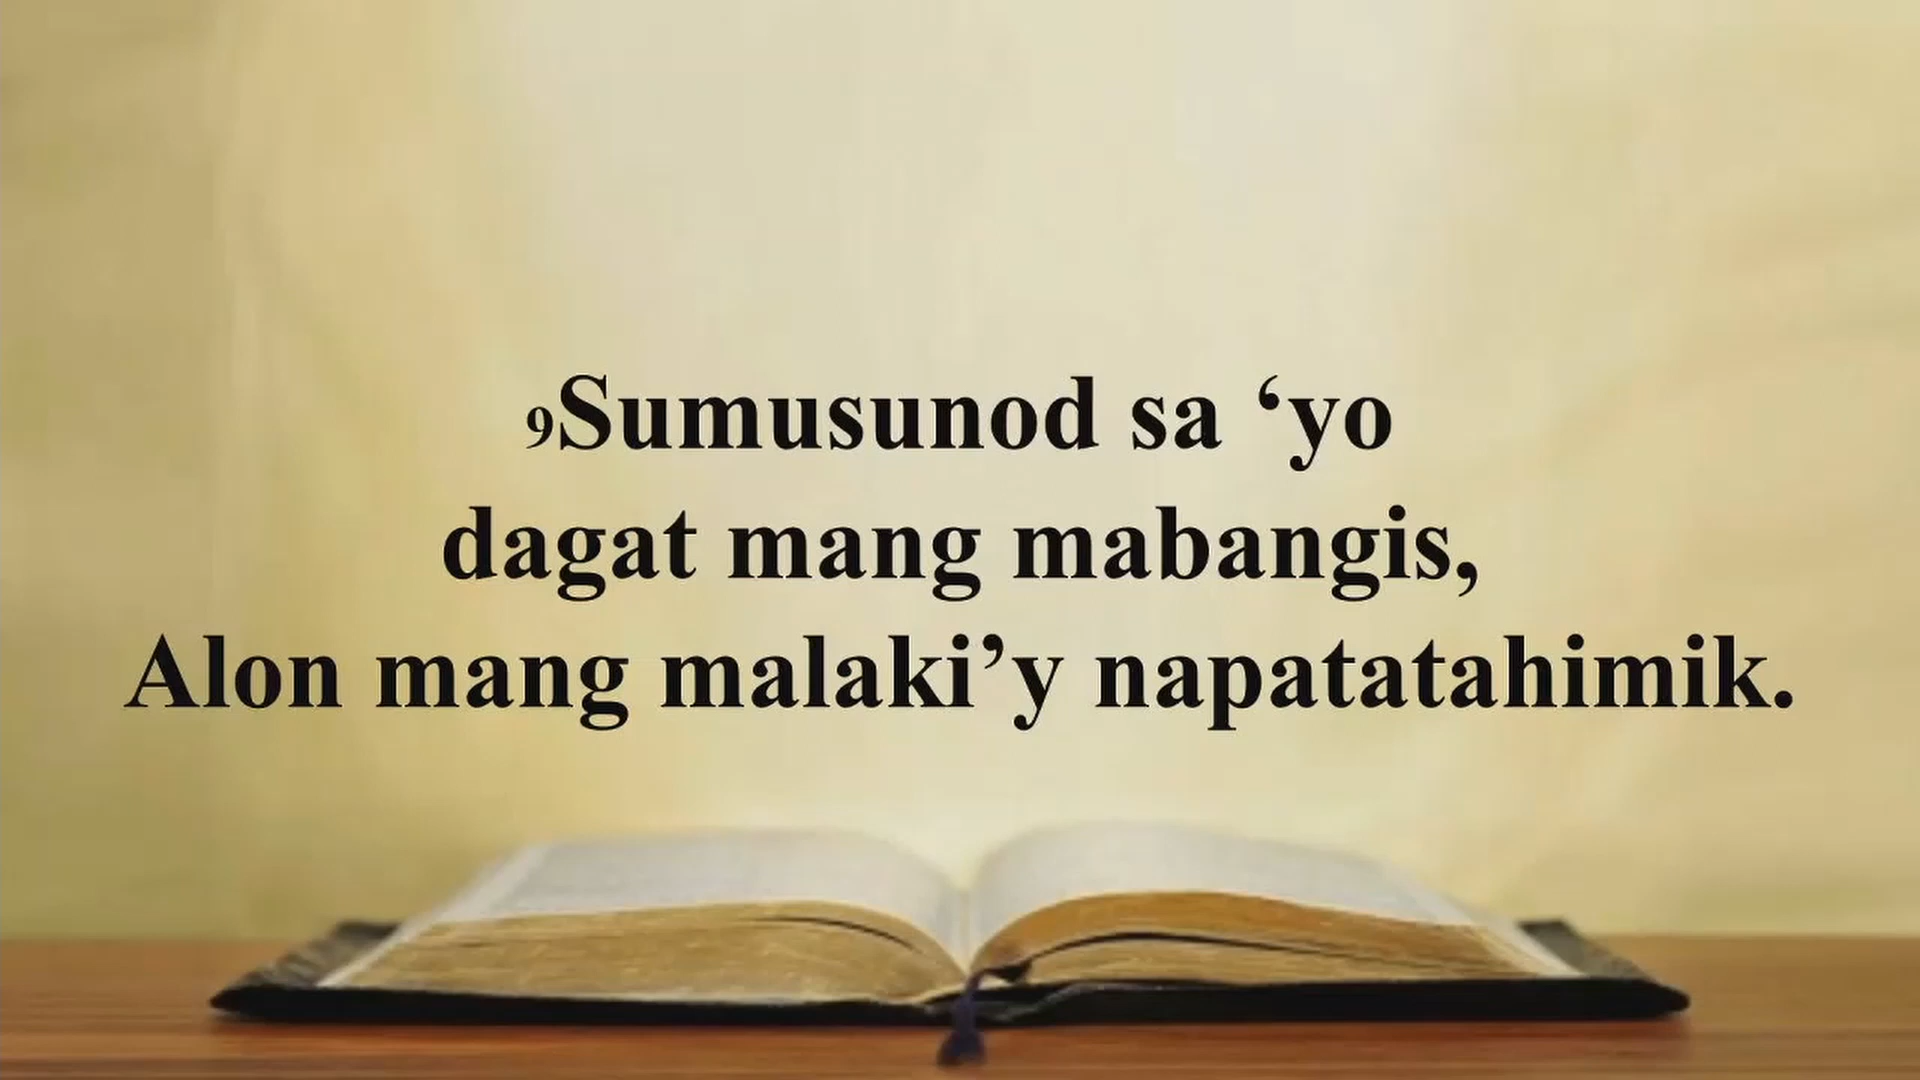 9Sumusunod sa ‘yo
dagat mang mabangis,
Alon mang malaki’y napatatahimik.